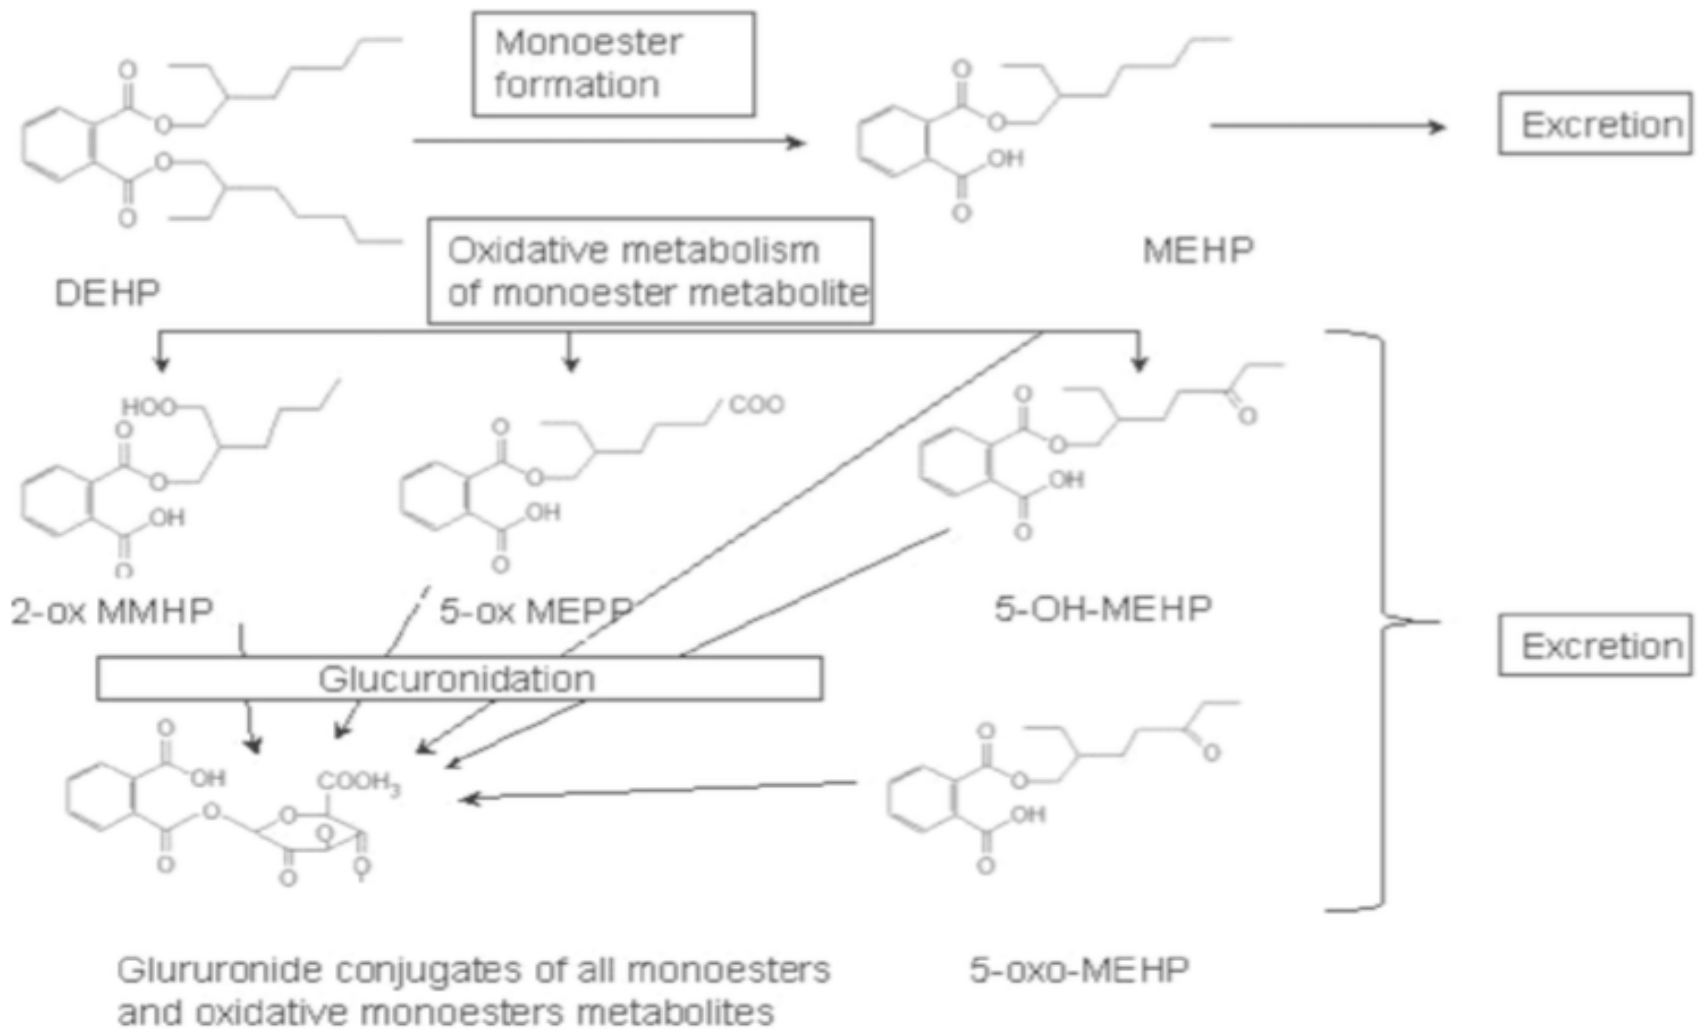 Monoester
formation
O
O
O
O
DEHP
O
O
OH
O
MEHP
Excretion
Oxidative metabolism
of monoester metabolite
HOO
O
O
OH
O
2-ox MMHP
COO
O
O
OH
O
5-ox MEPP
O
O
O
OH
O
5-OH-MEHP
Excretion
Glucuronidation
O
OH
O
O
COOH3
O
O
O
O
O
O
O
OH
O
5-oxo-MEHP
Glururonide conjugates of all monoesters
and oxidative monoesters metabolites